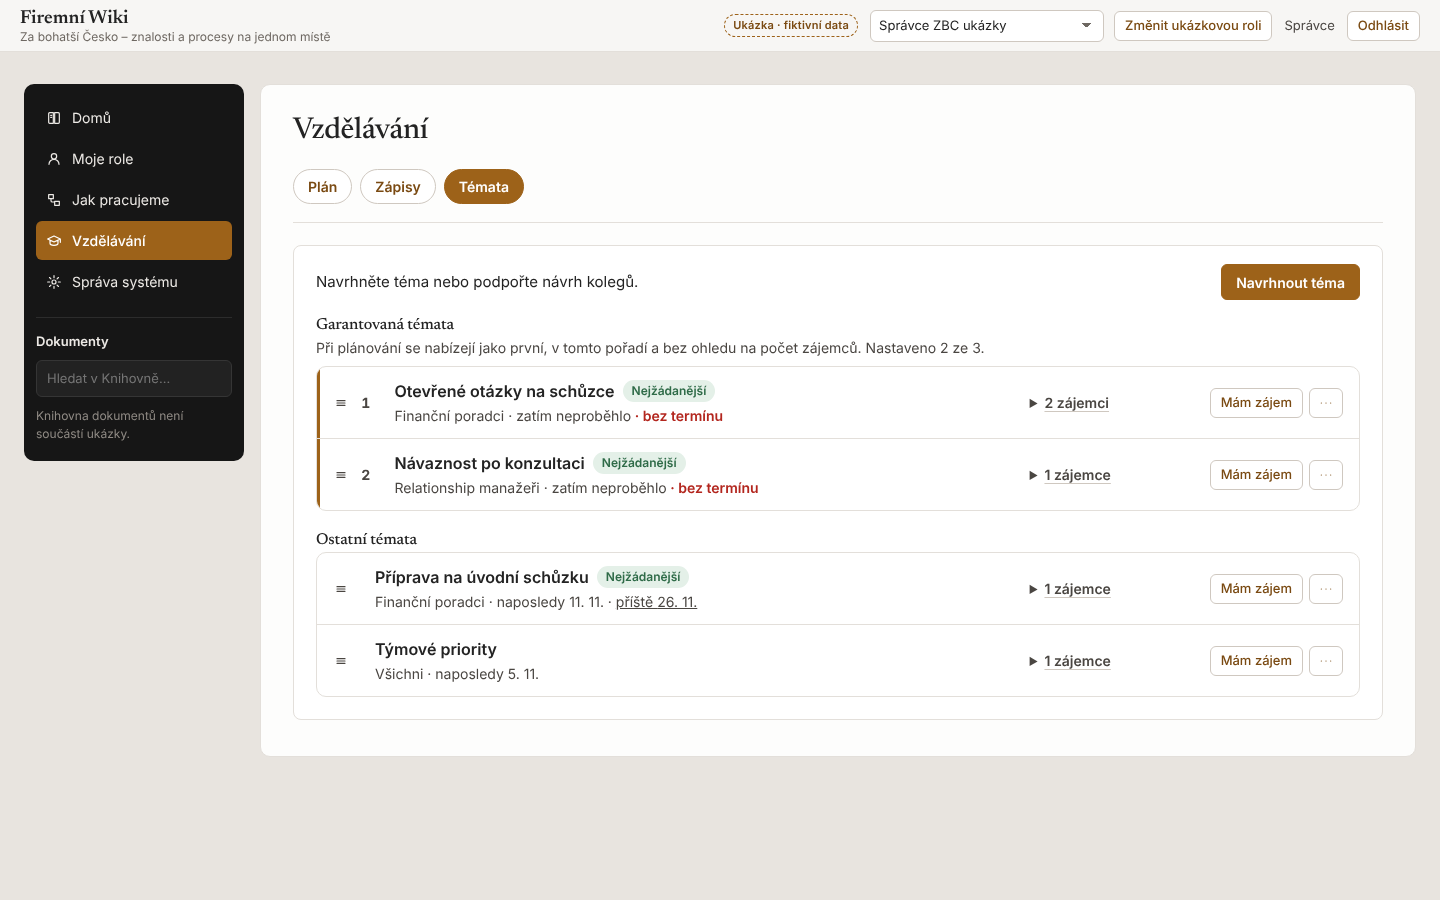 Firemní Wiki
Za bohatší Česko – znalosti a procesy na jednom místě
Ukázka · fiktivní data
Správce ZBC ukázky
Změnit ukázkovou roli
Správce
Odhlásit
Domů
Moje role
Jak pracujeme
Vzdělávání
Správa systému
Dokumenty
Hledat v Knihovně...
Knihovna dokumentů není
součástí ukázky.
Vzdělávání
Plán
Zápisy
Témata
Navrhněte téma nebo podpořte návrh kolegů.
Navrhnout téma
Garantovaná témata
Při plánování se nabízejí jako první, v tomto pořadí a bez ohledu na počet zájemců. Nastaveno 2 ze 3.
1 Otevřené otázky na schůzce Nejžádanější
Finanční poradci · zatím neproběhlo · bez termínu
2 zájemci
Mám zájem
...
2 Návaznost po konzultaci Nejžádanější
Relationship manažeři · zatím neproběhlo · bez termínu
1 zájemce
Mám zájem
...
Ostatní témata
Příprava na úvodní schůzku Nejžádanější
Finanční poradci · naposledy 11. 11. · příště 26. 11.
1 zájemce
Mám zájem
...
Týmové priority
Všichni · naposledy 5. 11.
1 zájemce
Mám zájem
...